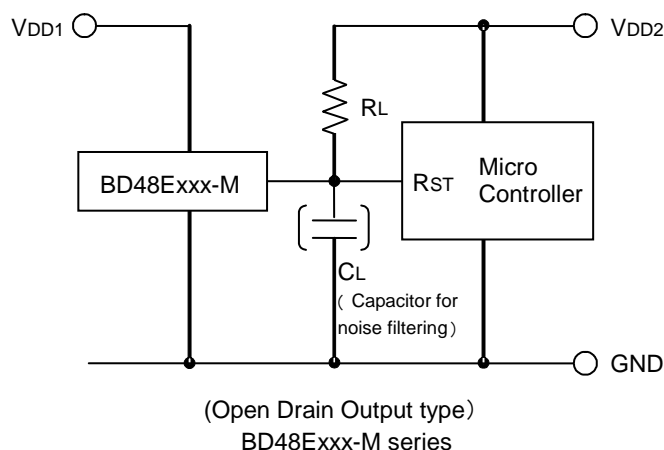 VDD1
VDD2
RL
BD48Exxx-M
RST
Micro
Controller
CL
( Capacitor for
noise filtering)
GND
(Open Drain Output type)
BD48Exxx-M series